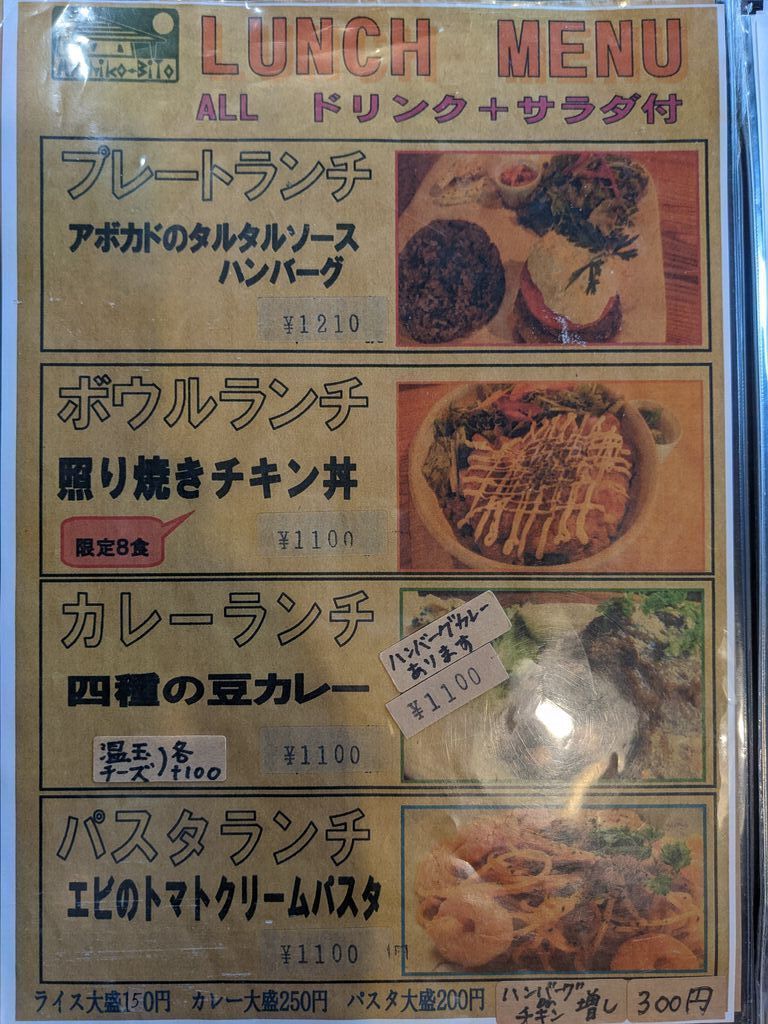 LUNCH MENU
ALL ドリンク+サラダ付
プレートランチ
アボカドのタルタルソース
ハンバーグ
¥1210
ボウルランチ
照り焼きチキン丼
限定8食
¥1100
カレーランチ
四種の豆カレー
ハンバーグカレー
あります
¥1100
温玉
チーズ)各+100
¥1100
パスタランチ
エビのトマトクリームパスタ
¥1100
ライス大盛150円 カレー大盛250円 パスタ大盛200円
ハンバーグ
チキン 増し 300円